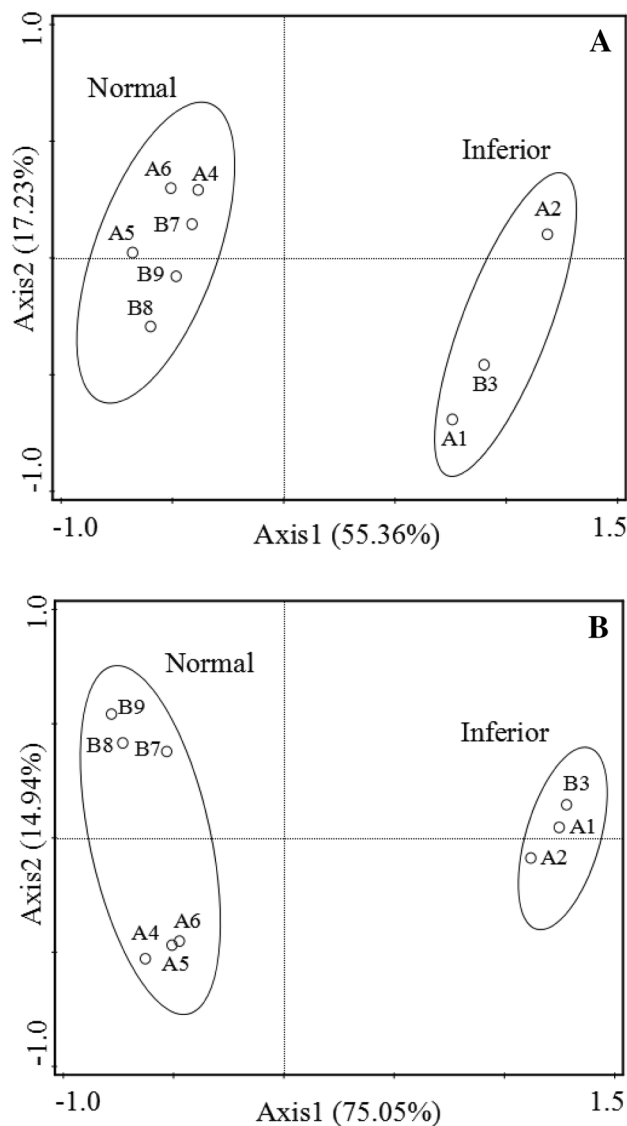 A
1.0
Normal
Inferior
A6
A4
A2
B7
A5
B9
B8
B3
A1
Axis2 (17.23%)
-1.0
-1.0
1.5
Axis1 (55.36%)
B
1.0
Normal
B9
B8
B7
Inferior
B3
A1
A2
A4
A6
A5
Axis2 (14.94%)
-1.0
-1.0
1.5
Axis1 (75.05%)